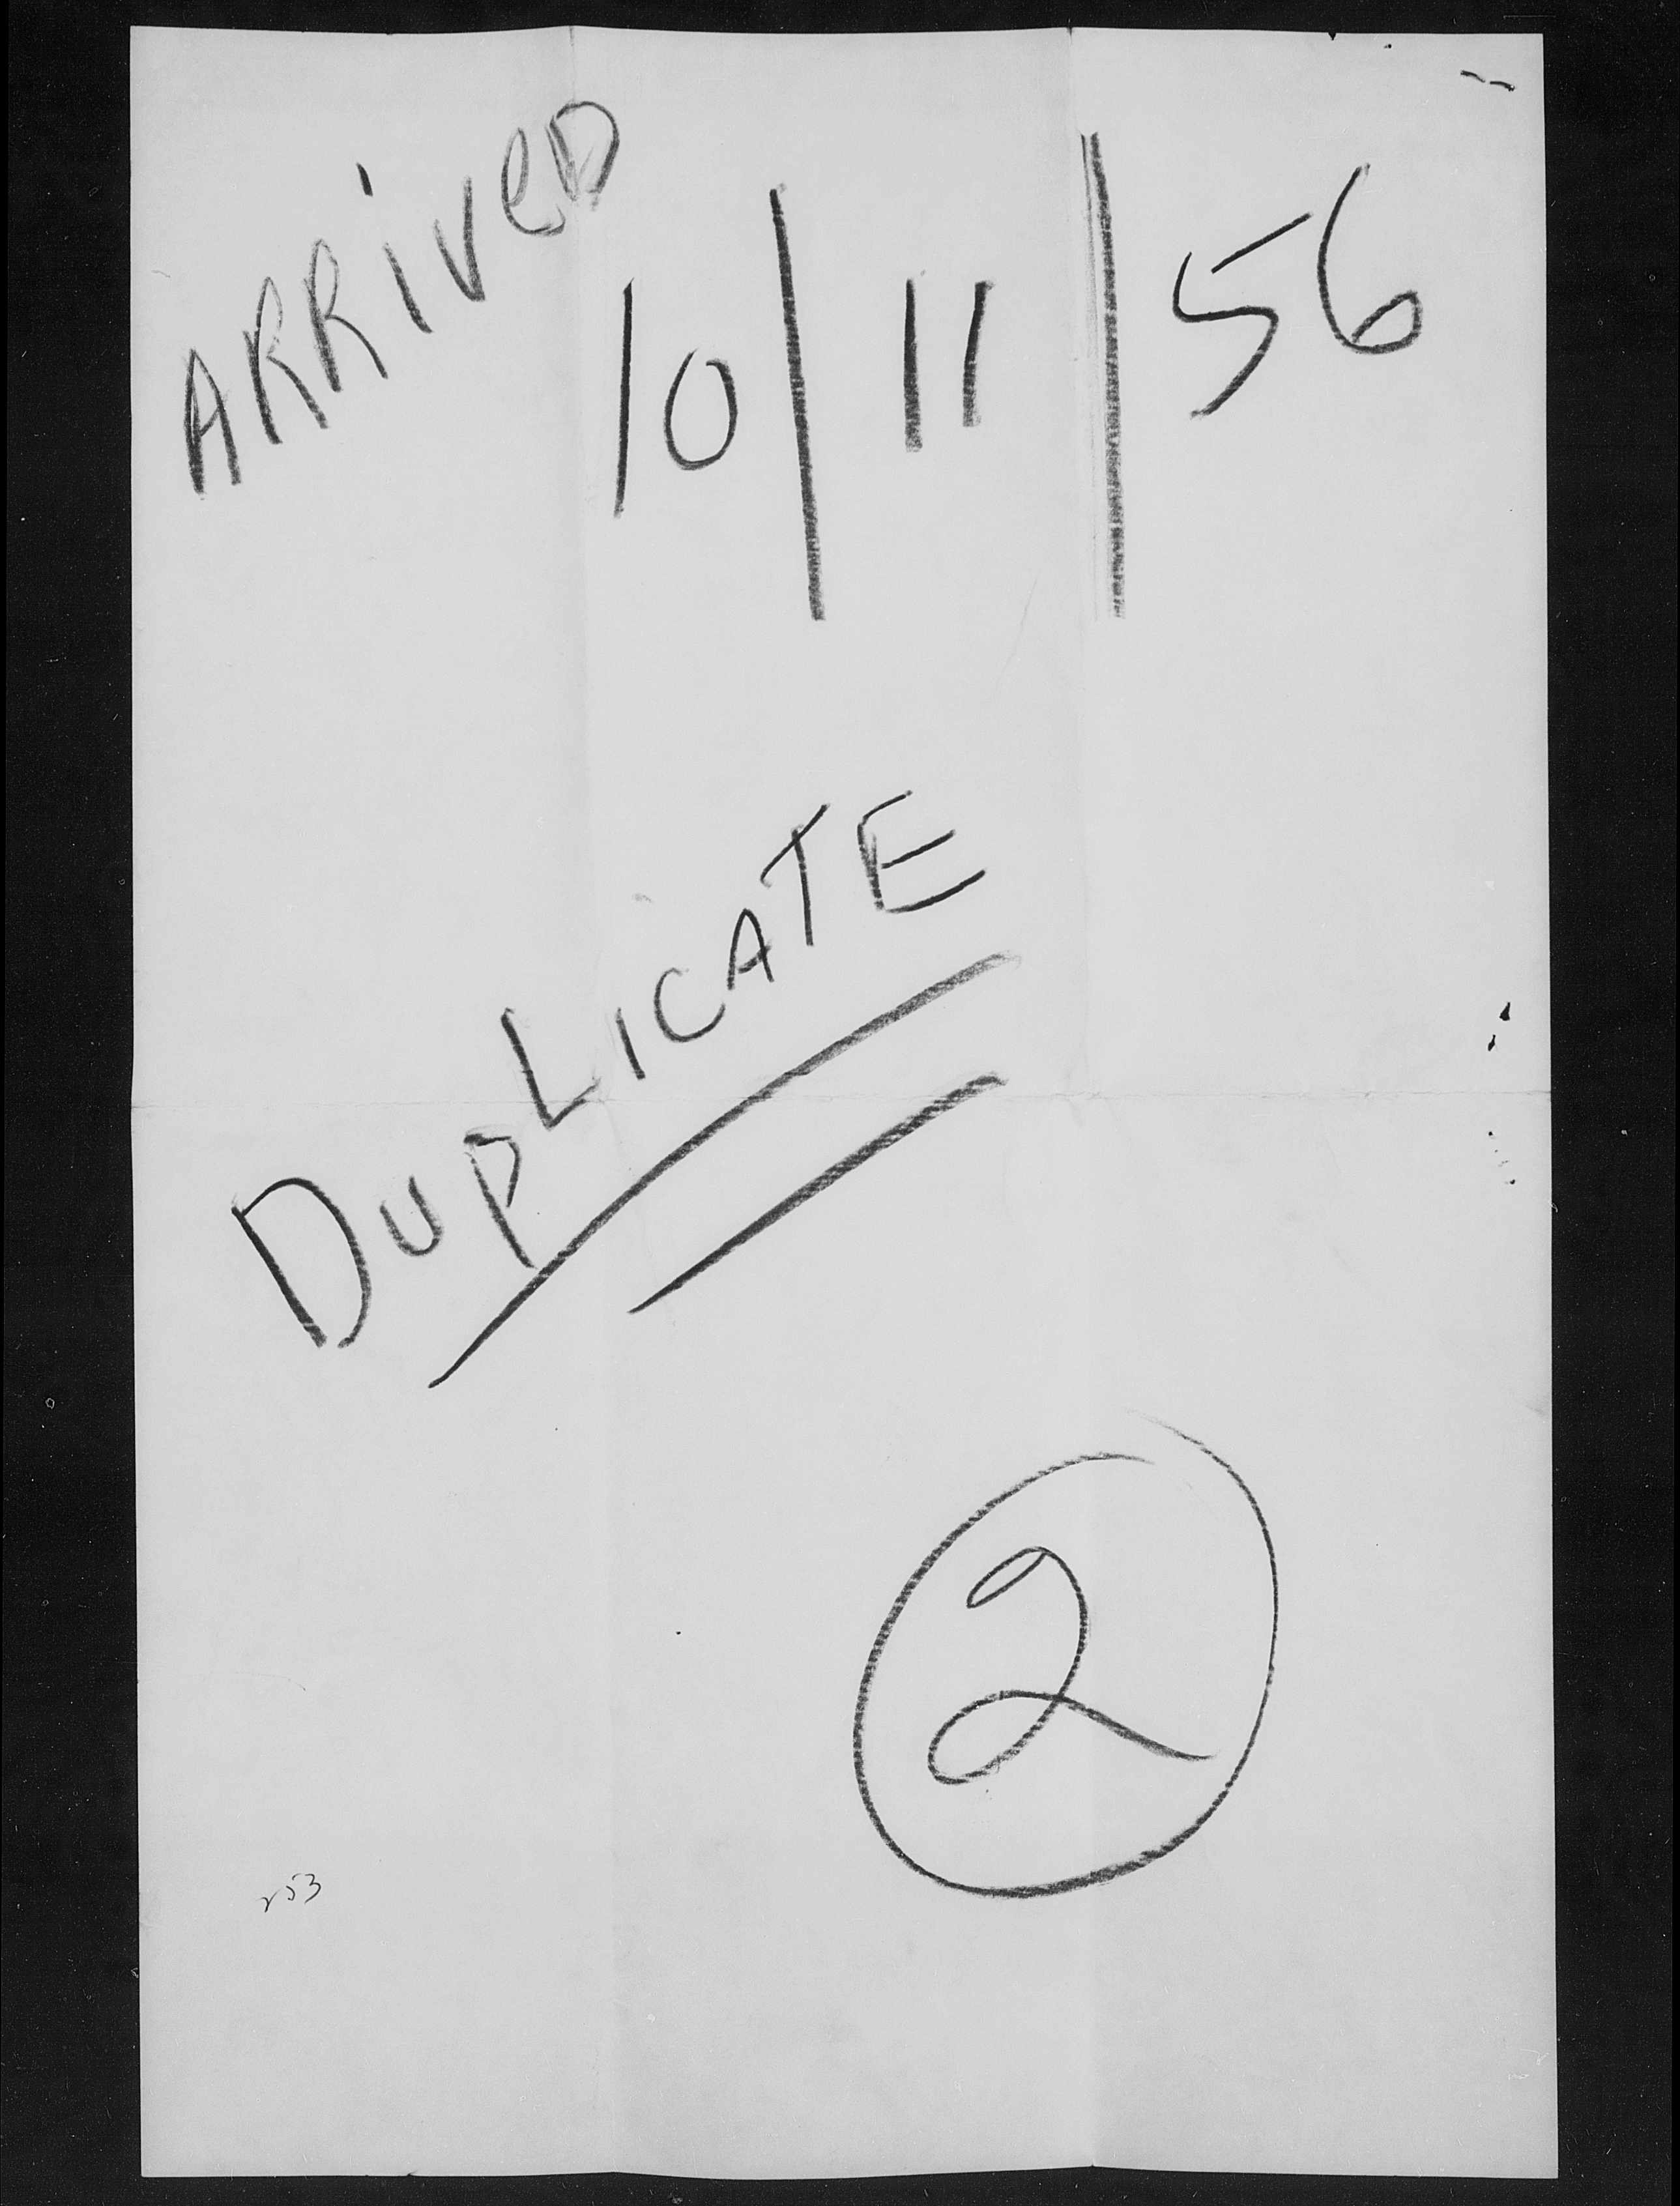 ARRIVED
10/11/56
DUPLICATE
2
253